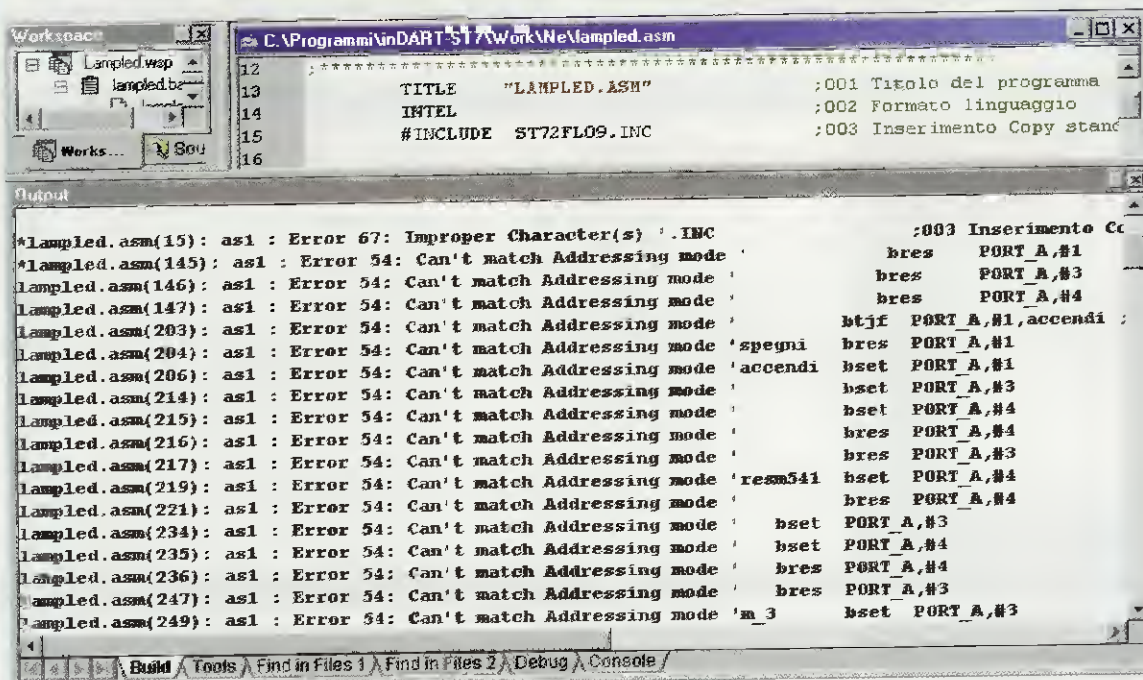 Workspace
C:\Programmi\inDART-ST7\Work\Ne\lampled.asm
Lampled.wsp
lampled.ba
Works...
Sou
12 ;*************************************************************************
13 TITLE "LAMPLED.ASM" ;001 Titolo del programma
14 INTEL ;002 Formato linguaggio
15 #INCLUDE ST72FL09.INC ;003 Inserimento Copy stand
16
Output
*lampled.asm(15): as1 : Error 67: Improper Character(s) '.INC ;003 Inserimento Co
*lampled.asm(145): as1 : Error 54: Can't match Addressing mode ' bres PORT_A,#1
lampled.asm(146): as1 : Error 54: Can't match Addressing mode ' bres PORT_A,#3
lampled.asm(147): as1 : Error 54: Can't match Addressing mode ' bres PORT_A,#4
lampled.asm(203): as1 : Error 54: Can't match Addressing mode ' btjf PORT_A,#1,accendi ;
lampled.asm(204): as1 : Error 54: Can't match Addressing mode 'spegni bres PORT_A,#1
lampled.asm(206): as1 : Error 54: Can't match Addressing mode 'accendi bset PORT_A,#1
lampled.asm(214): as1 : Error 54: Can't match Addressing mode ' bset PORT_A,#3
lampled.asm(215): as1 : Error 54: Can't match Addressing mode ' bset PORT_A,#4
lampled.asm(216): as1 : Error 54: Can't match Addressing mode ' bres PORT_A,#4
lampled.asm(217): as1 : Error 54: Can't match Addressing mode ' bres PORT_A,#3
lampled.asm(219): as1 : Error 54: Can't match Addressing mode 'resm541 bset PORT_A,#4
lampled.asm(221): as1 : Error 54: Can't match Addressing mode ' bres PORT_A,#4
lampled.asm(234): as1 : Error 54: Can't match Addressing mode ' bset PORT_A,#3
lampled.asm(235): as1 : Error 54: Can't match Addressing mode ' bset PORT_A,#4
lampled.asm(236): as1 : Error 54: Can't match Addressing mode ' bres PORT_A,#4
lampled.asm(247): as1 : Error 54: Can't match Addressing mode ' bres PORT_A,#3
lampled.asm(249): as1 : Error 54: Can't match Addressing mode 'm_3 bset PORT_A,#3
Build Tools Find in Files 1 Find in Files 2 Debug Console